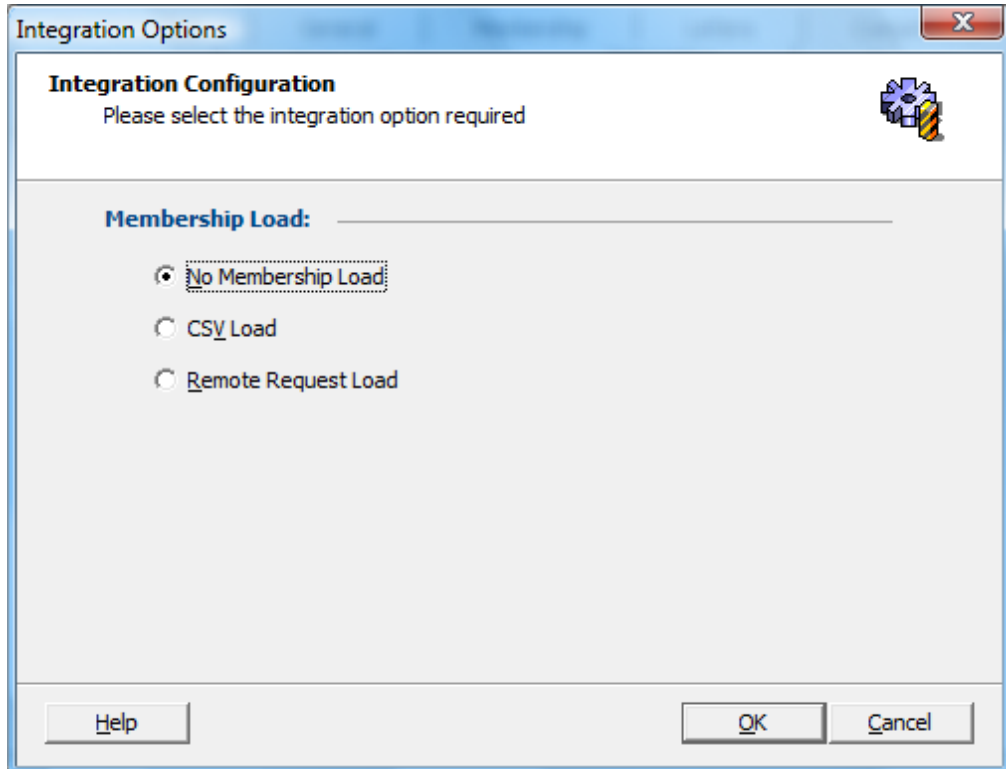 Integration Options
Integration Configuration
Please select the integration option required
Membership Load:
No Membership Load
CSV Load
Remote Request Load
Help
OK
Cancel